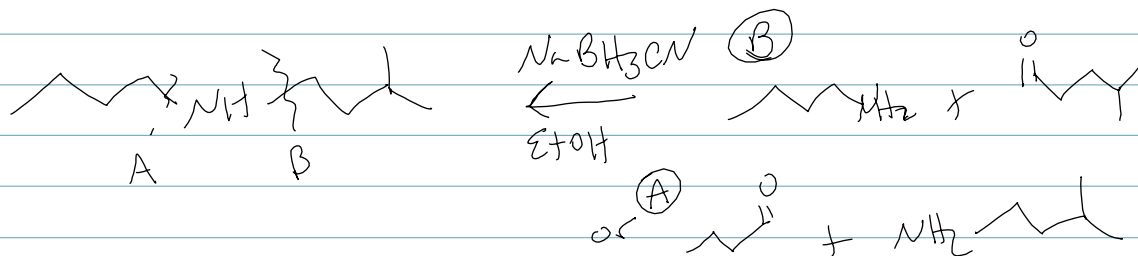 NaBH3CN B O
NH NH2 +
EtOH
A B
or A O
+ NH2